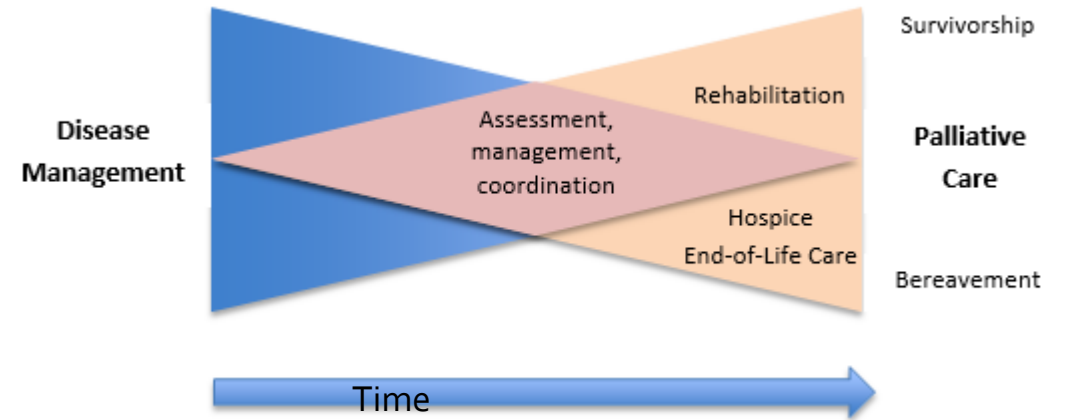 Survivorship
Rehabilitation
Disease
Management
Assessment,
management,
coordination
Palliative
Care
Hospice
End-of-Life Care
Bereavement
Time